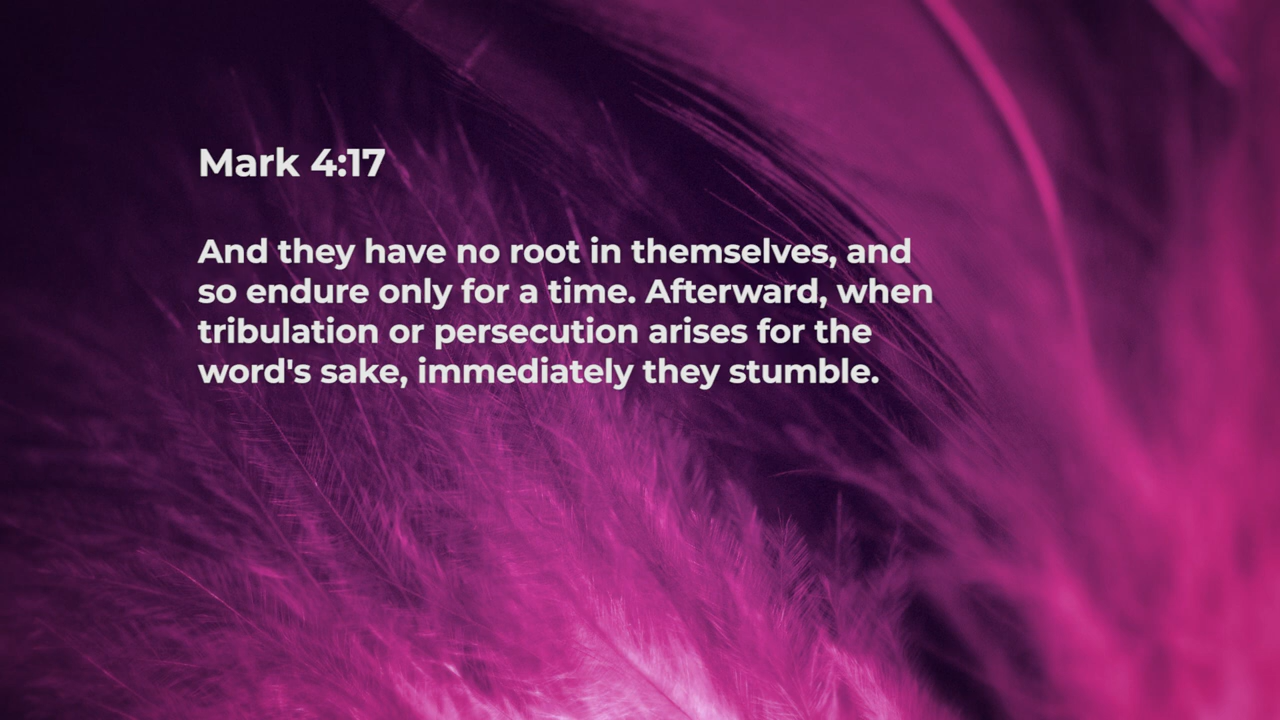 Mark 4:17
And they have no root in themselves, and
so endure only for a time. Afterward, when
tribulation or persecution arises for the
word's sake, immediately they stumble.